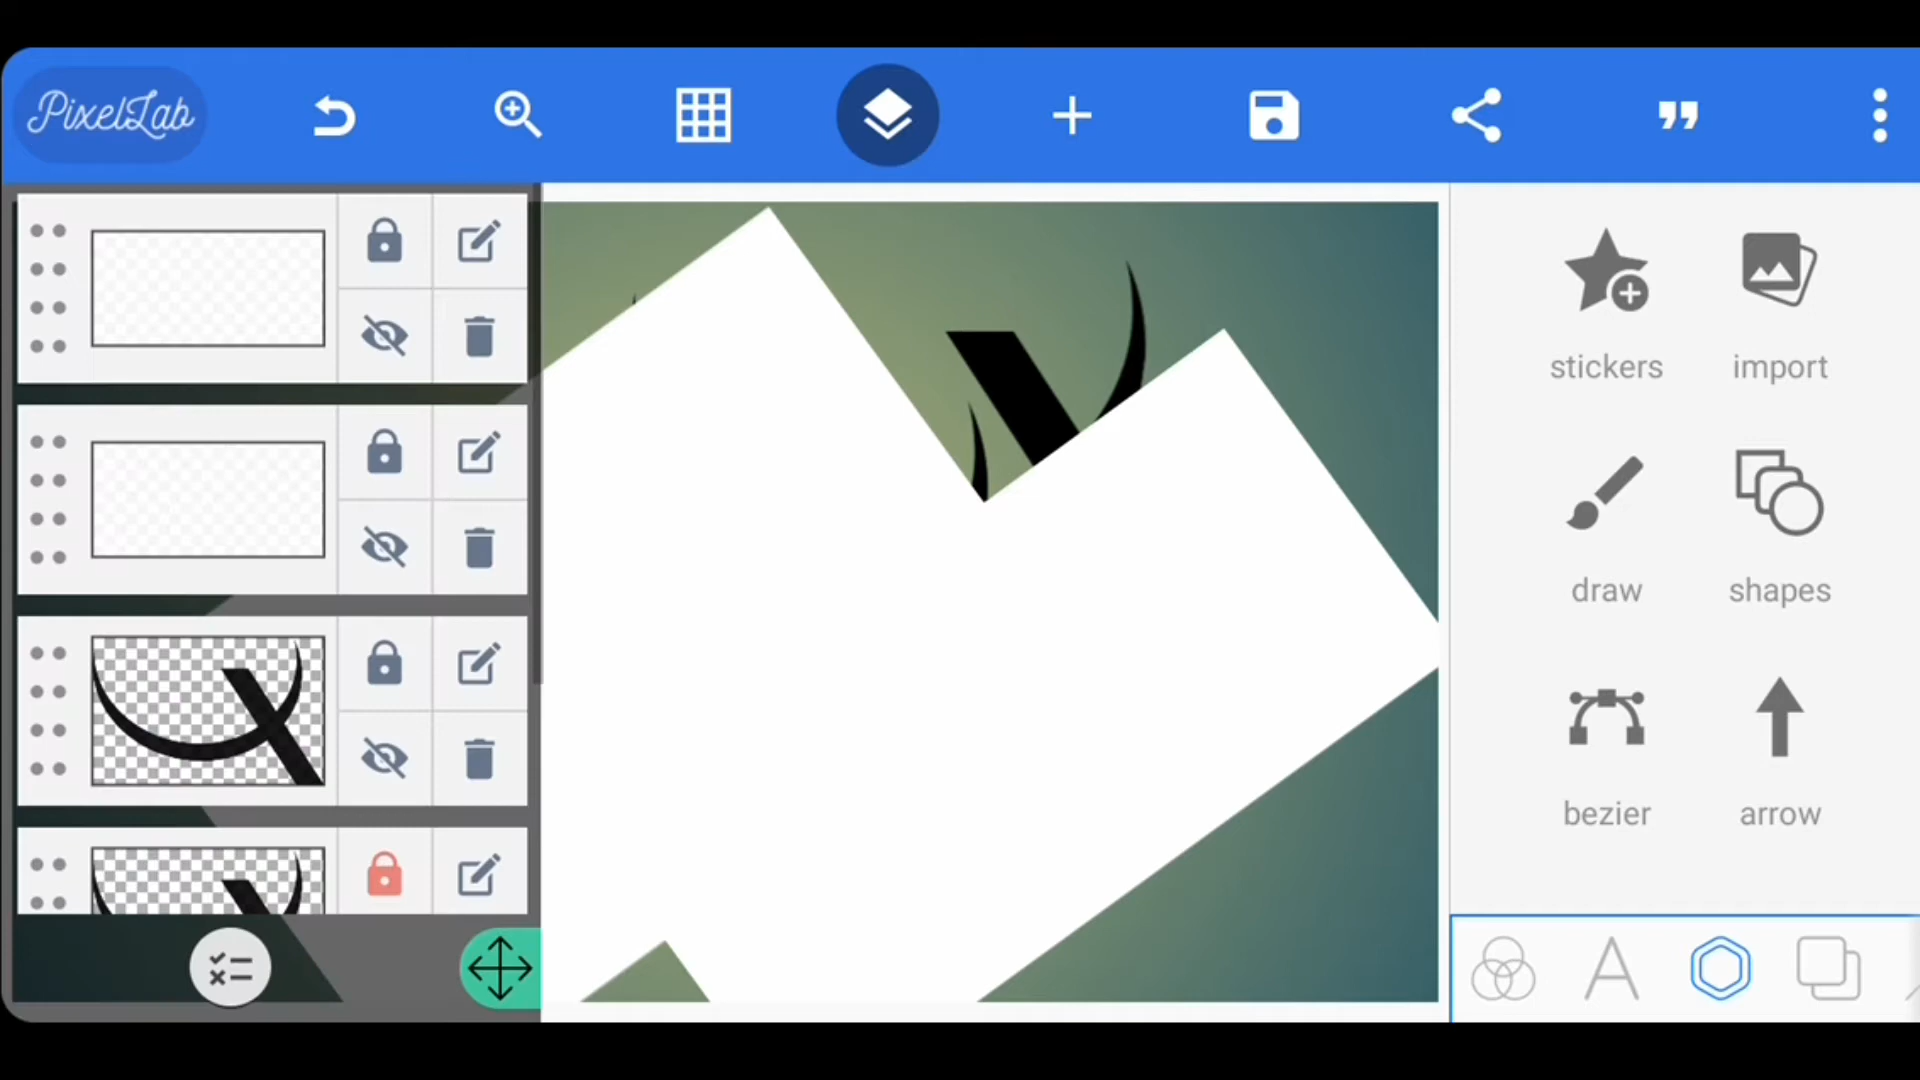 PixelLab
stickers
import
draw
shapes
bezier
arrow